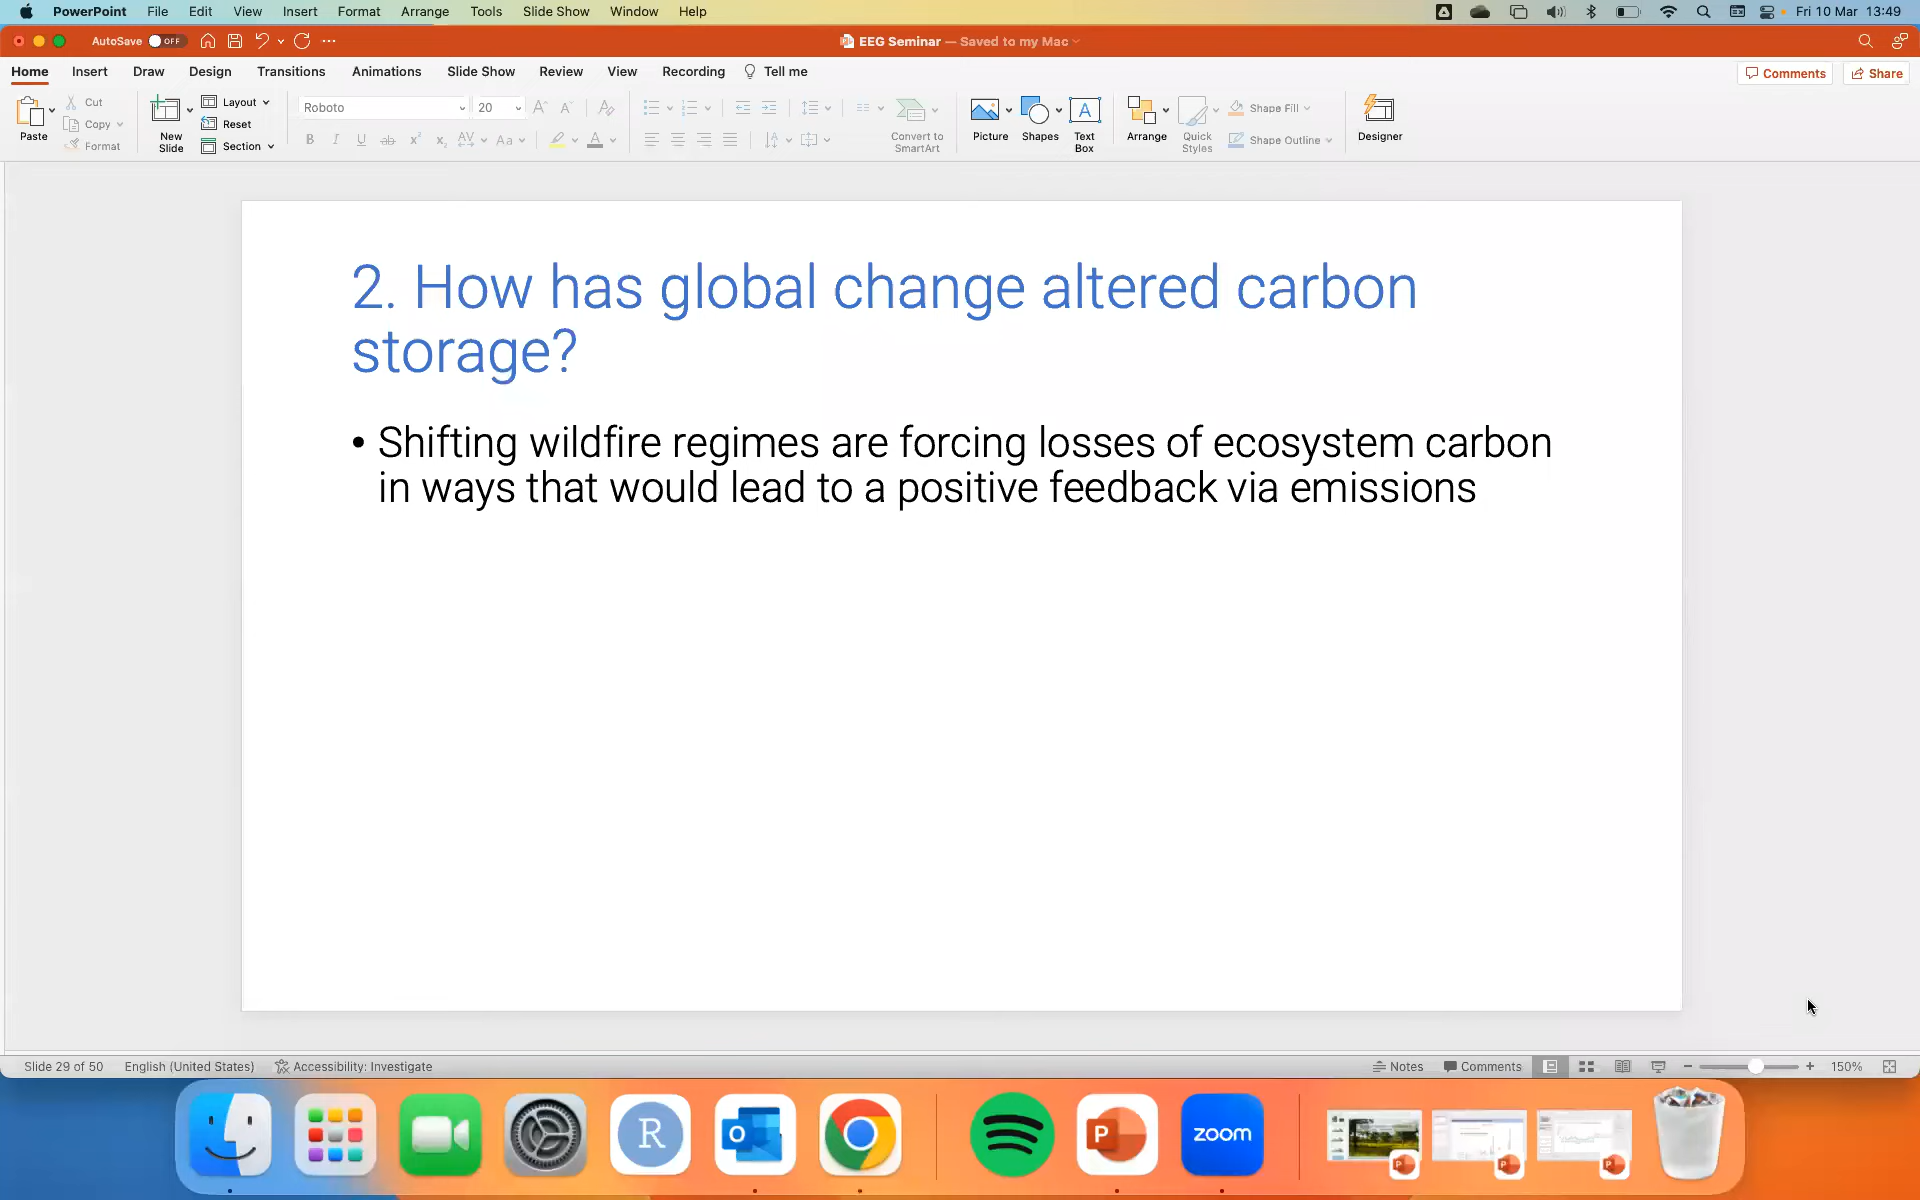 PowerPoint File Edit View Insert Format Arrange Tools Slide Show Window Help Fri 10 Mar 13:49
AutoSave OFF EEG Seminar — Saved to my Mac
Home Insert Draw Design Transitions Animations Slide Show Review View Recording Tell me Comments Share
Paste Cut Copy Format
New Slide Layout Reset Section
Roboto 20
Convert to SmartArt
Picture Shapes Text Box
Arrange Quick Styles Shape Fill Shape Outline
Designer
2. How has global change altered carbon
storage?
• Shifting wildfire regimes are forcing losses of ecosystem carbon
in ways that would lead to a positive feedback via emissions
Slide 29 of 50 English (United States) Accessibility: Investigate Notes Comments 150%
zoom